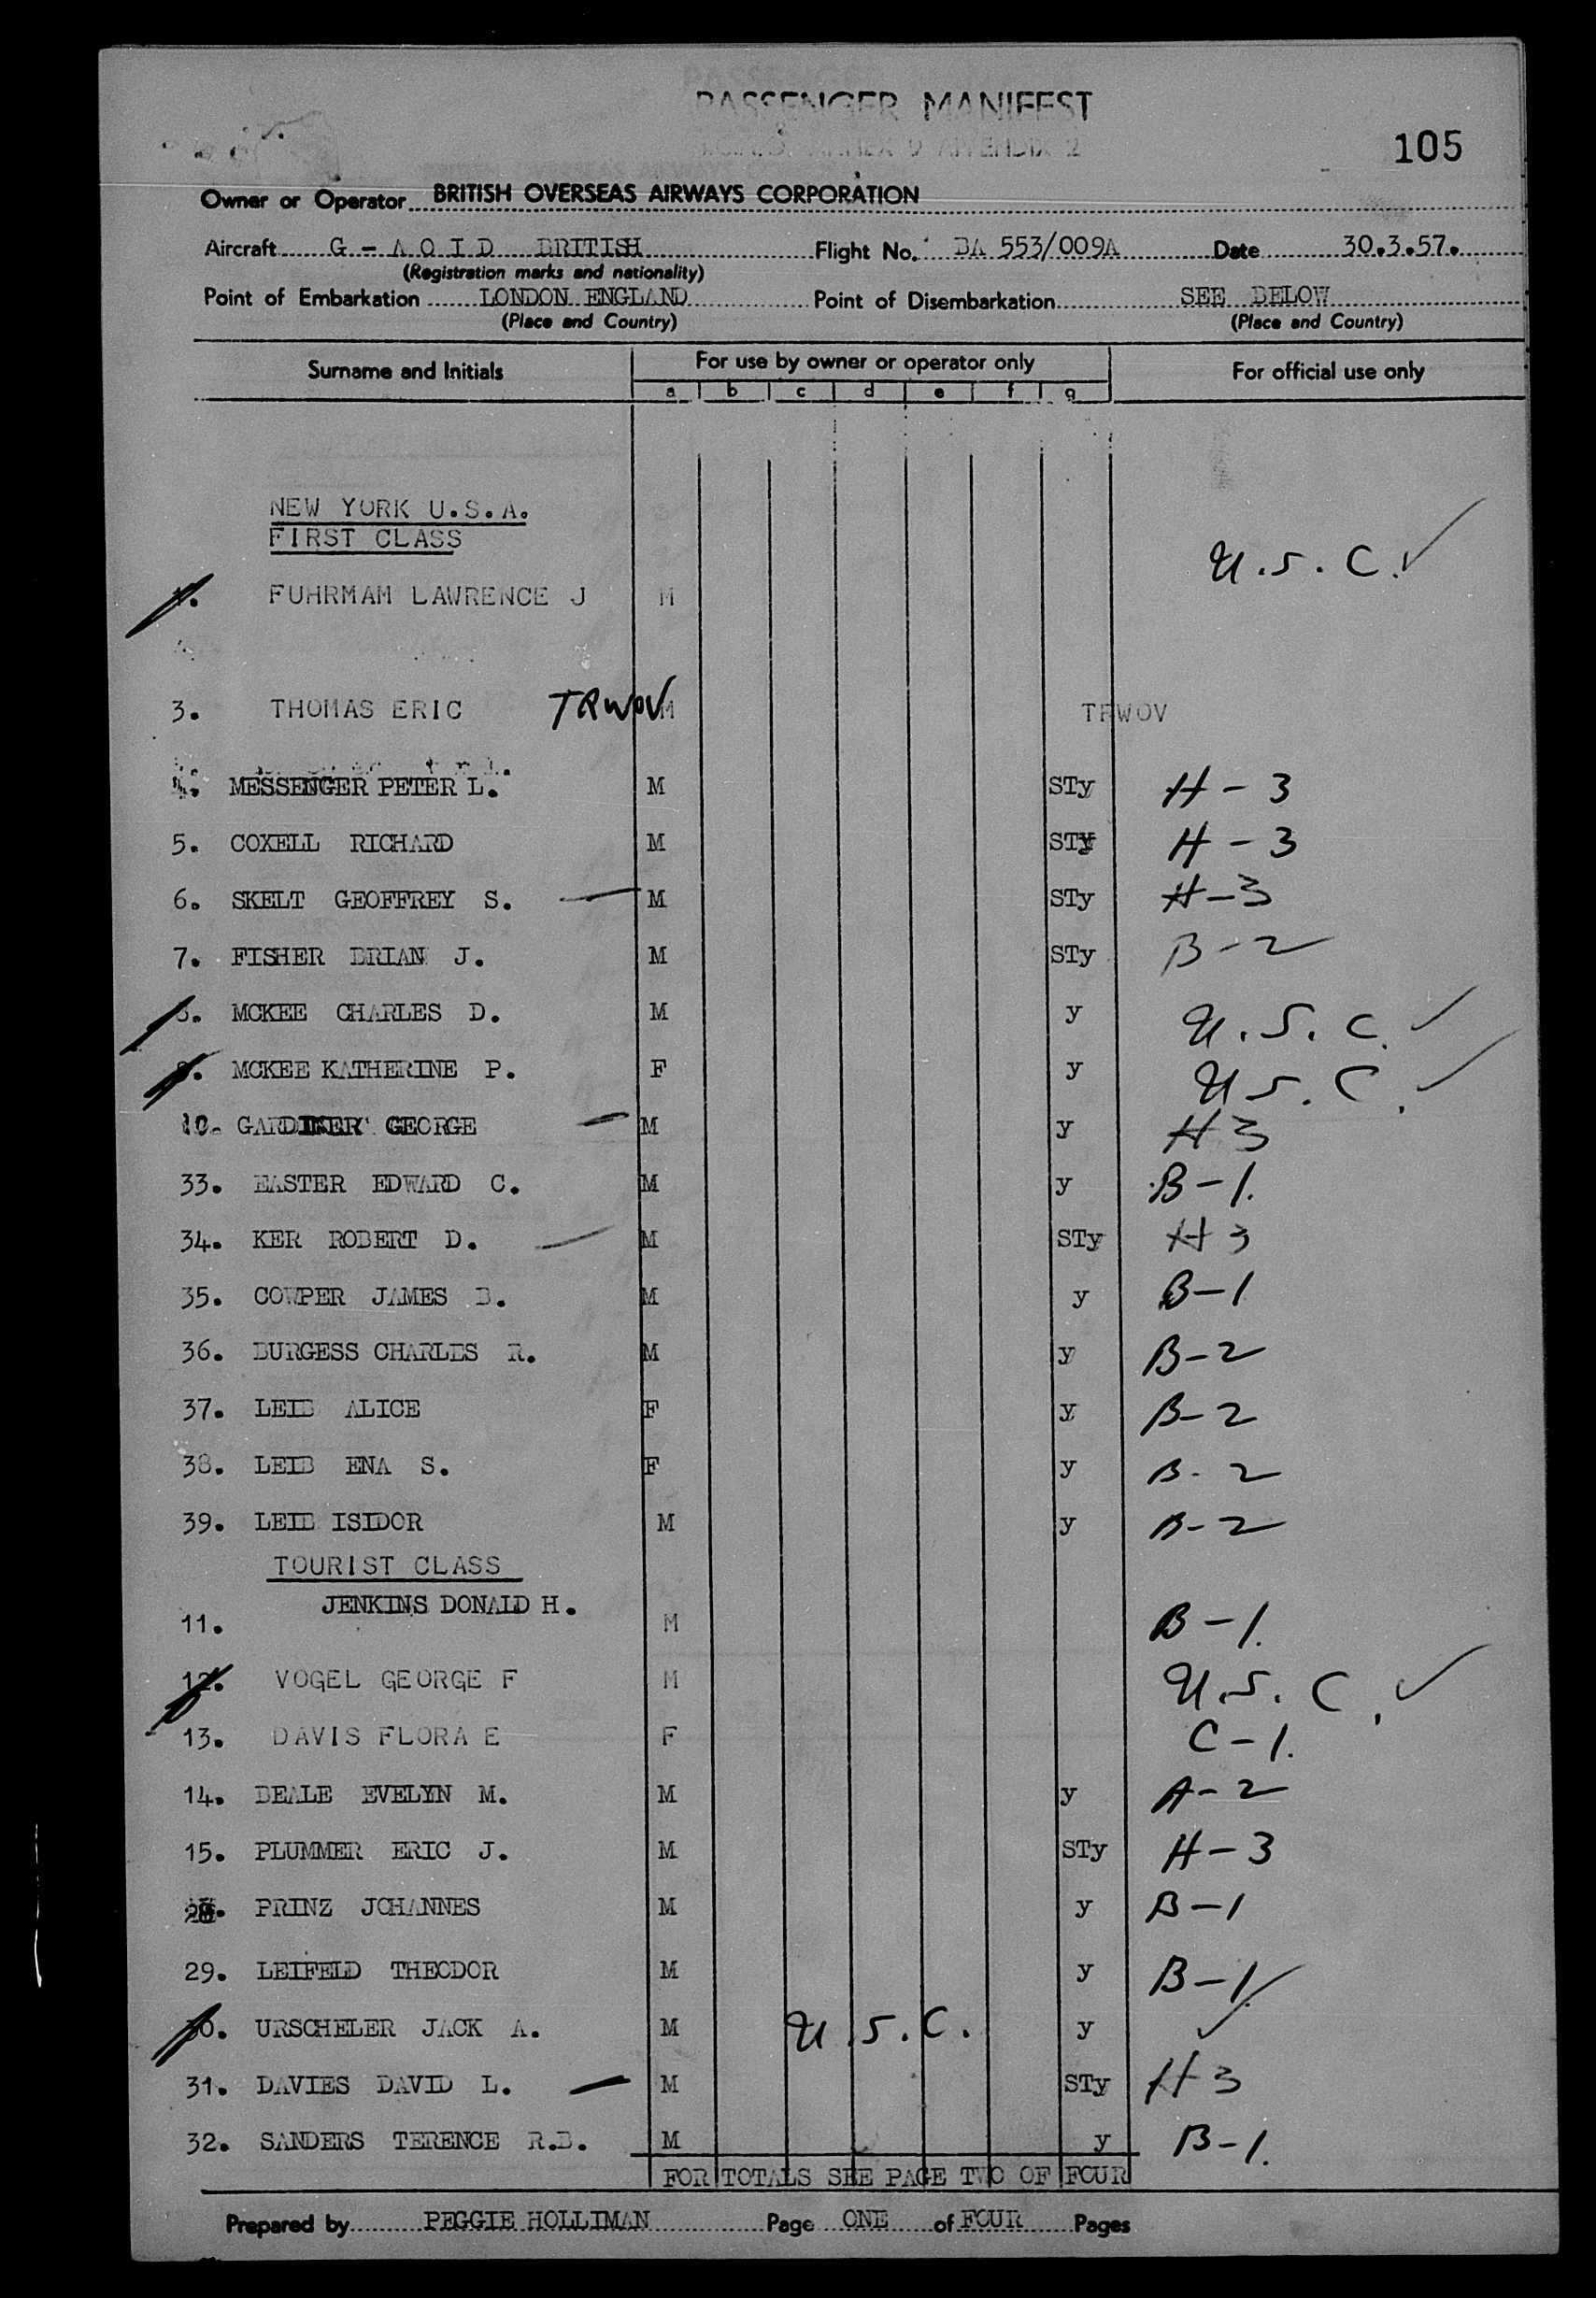 PASSENGER MANIFEST
105
Owner or Operator BRITISH OVERSEAS AIRWAYS CORPORATION
Aircraft G - A O I D BRITISH Flight No. BA 553/009A Date 30.3.57.
(Registration marks and nationality)
Point of Embarkation LONDON ENGLAND Point of Disembarkation SEE BELOW
(Place and Country) (Place and Country)
Surname and Initials For use by owner or operator only For official use only
a b c d e f g
NEW YORK U.S.A.
FIRST CLASS
U.S.C.
1. FUHRMAM LAWRENCE J M
3. THOMAS ERIC TRWOV M TRWOV
4. MESSENGER PETER L. M STy H-3
5. COXELL RICHARD M STy H-3
6. SKELT GEOFFREY S. M STy H-3
7. FISHER BRIAN J. M STy B-2
8. MCKEE CHARLES D. M y U.S.C.
9. MCKEE KATHERINE P. F y U.S.C.
10. GARDINER GEORGE M y H3
33. EASTER EDWARD C. M y B-1.
34. KER ROBERT D. M STy H3
35. COWPER JAMES B. M y B-1
36. BURGESS CHARLES R. M y B-2
37. LEIB ALICE F y B-2
38. LEIB ENA S. F y B-2
39. LEIB ISIDOR M y B-2
TOURIST CLASS
JENKINS DONALD H.
11. M B-1.
12. VOGEL GEORGE F M U.S.C.
13. DAVIS FLORA E F C-1.
14. BEALE EVELYN M. M y A-2
15. PLUMMER ERIC J. M STy H-3
28. PRINZ JOHANNES M y B-1
29. LEIFELD THEODOR M y B-1
30. URSCHELER JACK A. M U.S.C. y
31. DAVIES DAVID L. M STy H3
32. SANDERS TERENCE R.B. M y B-1.
FOR TOTALS SEE PAGE TWO OF FOUR
Prepared by PEGGIE HOLLIMAN Page ONE of FOUR Pages